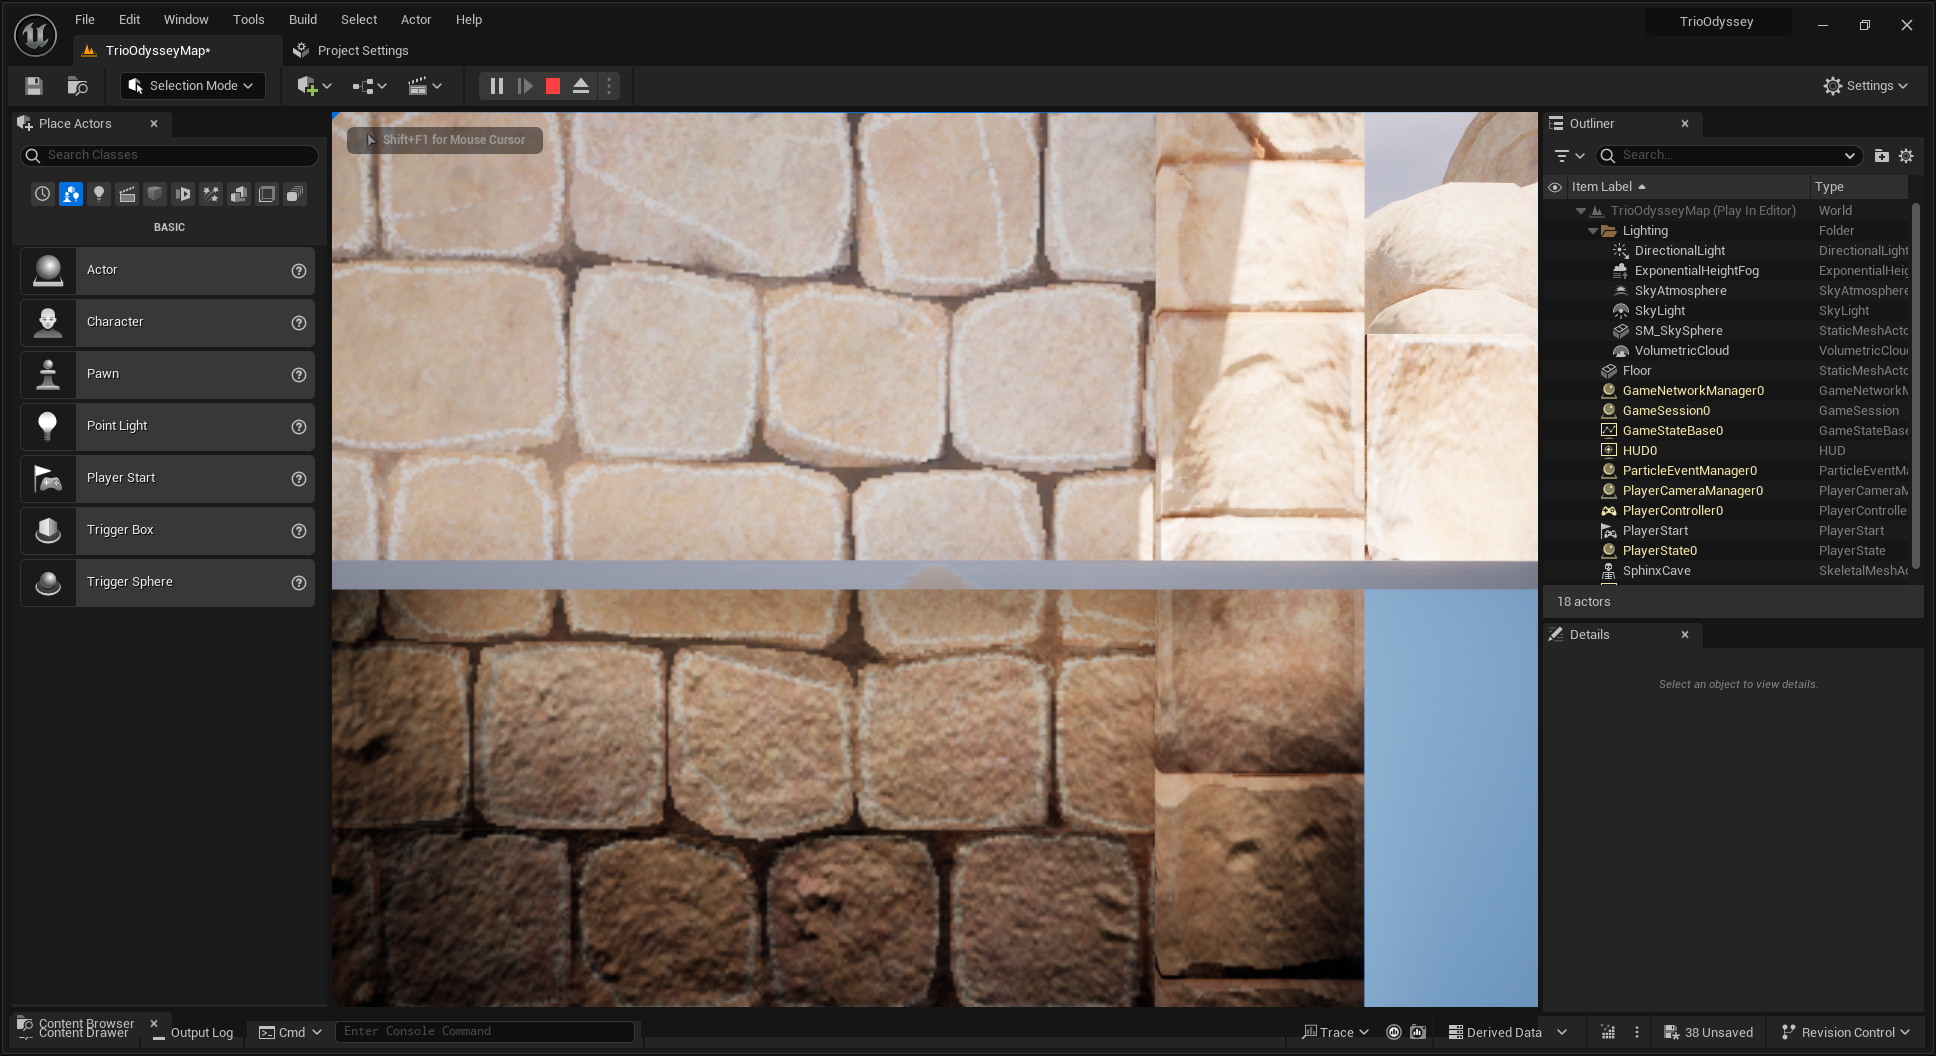 File Edit Window Tools Build Select Actor Help
TrioOdyssey
TrioOdysseyMap*
Project Settings
Selection Mode
Settings
Place Actors
Search Classes
BASIC
Actor
Character
Pawn
Point Light
Player Start
Trigger Box
Trigger Sphere
Shift+F1 for Mouse Cursor
Outliner
Search...
Item Label Type
TrioOdysseyMap (Play In Editor) World
Lighting Folder
DirectionalLight DirectionalLight
ExponentialHeightFog ExponentialHeig
SkyAtmosphere SkyAtmosphere
SkyLight SkyLight
SM_SkySphere StaticMeshActo
VolumetricCloud VolumetricClou
Floor StaticMeshActo
GameNetworkManager0 GameNetworkM
GameSession0 GameSession
GameStateBase0 GameStateBase
HUD0 HUD
ParticleEventManager0 ParticleEventMa
PlayerCameraManager0 PlayerCameraM
PlayerController0 PlayerControlle
PlayerStart PlayerStart
PlayerState0 PlayerState
SphinxCave SkeletalMeshAc
18 actors
Details
Select an object to view details.
Content Browser
Content Drawer
Output Log
Cmd
Enter Console Command
Trace
Derived Data
38 Unsaved
Revision Control